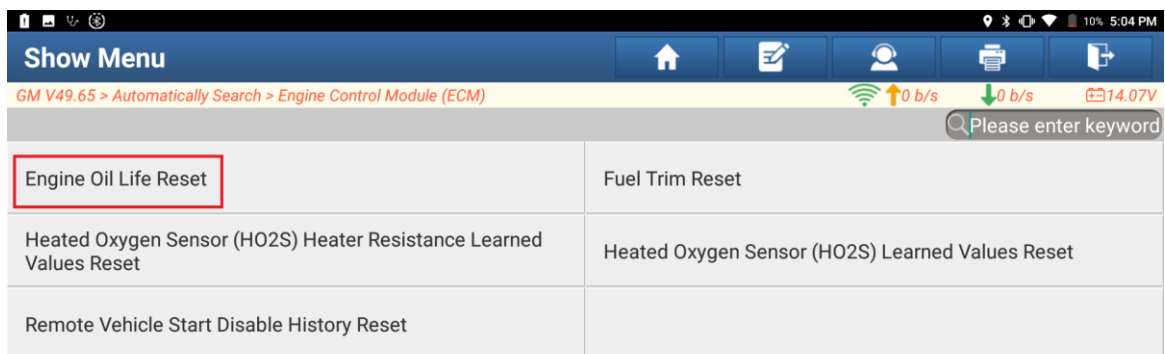 10% 5:04 PM
Show Menu
GM V49.65 > Automatically Search > Engine Control Module (ECM)
0 b/s
0 b/s
14.07V
Please enter keyword
Engine Oil Life Reset
Fuel Trim Reset
Heated Oxygen Sensor (HO2S) Heater Resistance Learned
Values Reset
Heated Oxygen Sensor (HO2S) Learned Values Reset
Remote Vehicle Start Disable History Reset